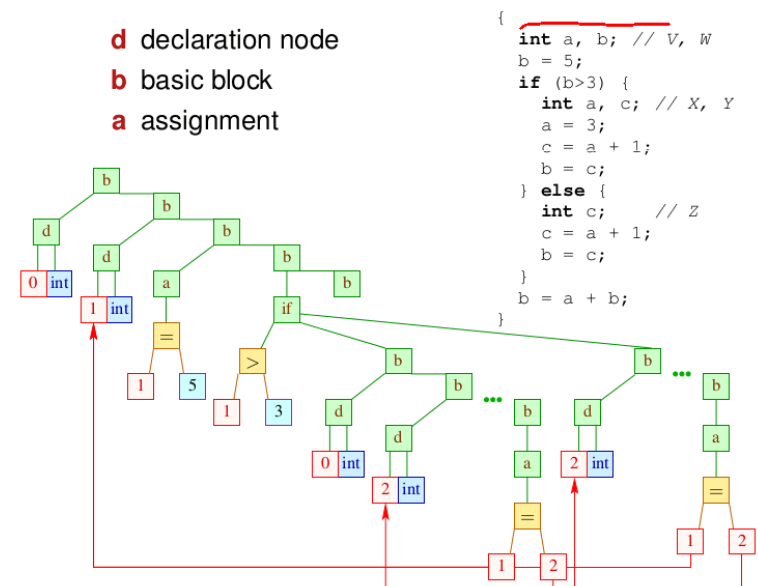 d declaration node
b basic block
a assignment
{
int a, b; // V, W
b = 5;
if (b>3) {
int a, c; // X, Y
a = 3;
c = a + 1;
b = c;
} else {
int c; // Z
c = a + 1;
b = c;
}
b = a + b;
}
b
b
d b
d b b
0 int a if
1 int
= > b b •••
b b
1 5 1 3 d ••• b d
d a
0 int a 2 int
2 int =
=
1 2
1 2